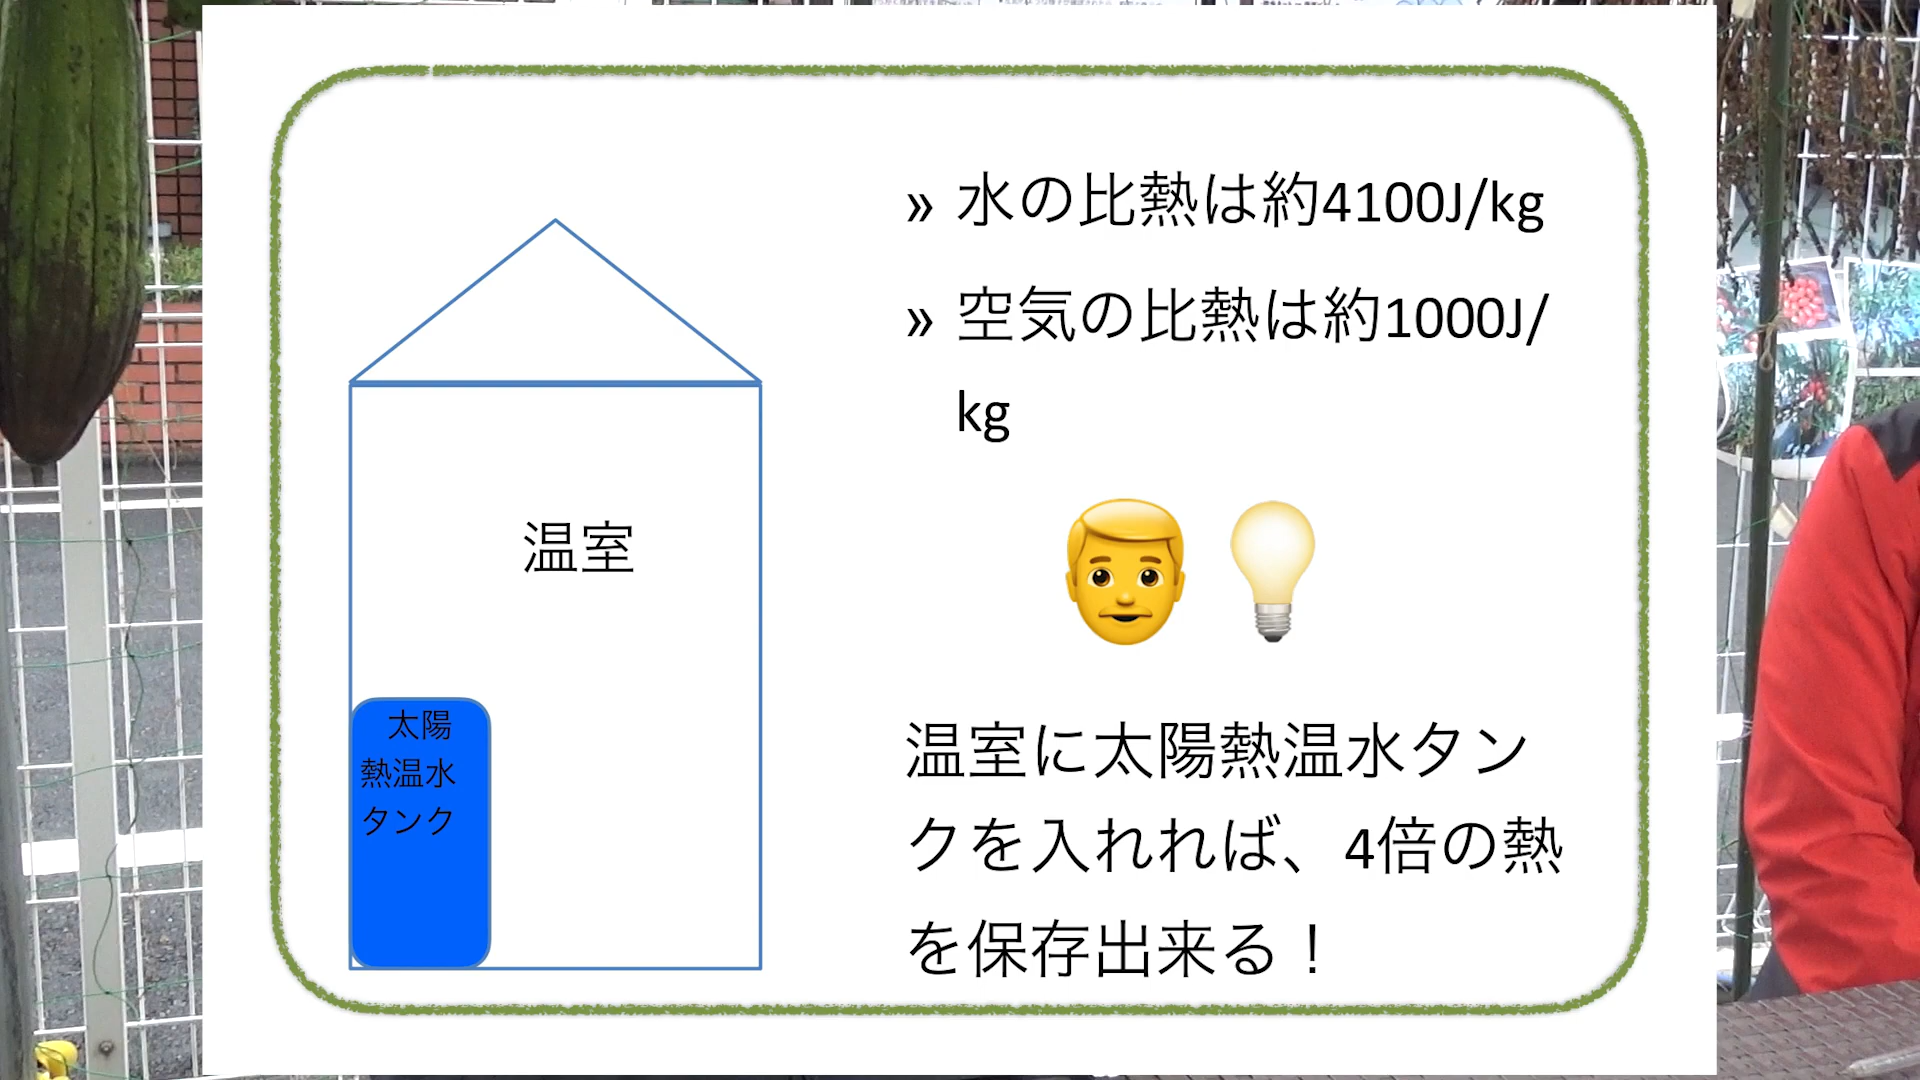 » 水の比熱は約4100J/kg
» 空気の比熱は約1000J/
kg
温室
太陽
熱温水
タンク
温室に太陽熱温水タン
クを入れれば、4倍の熱
を保存出来る！